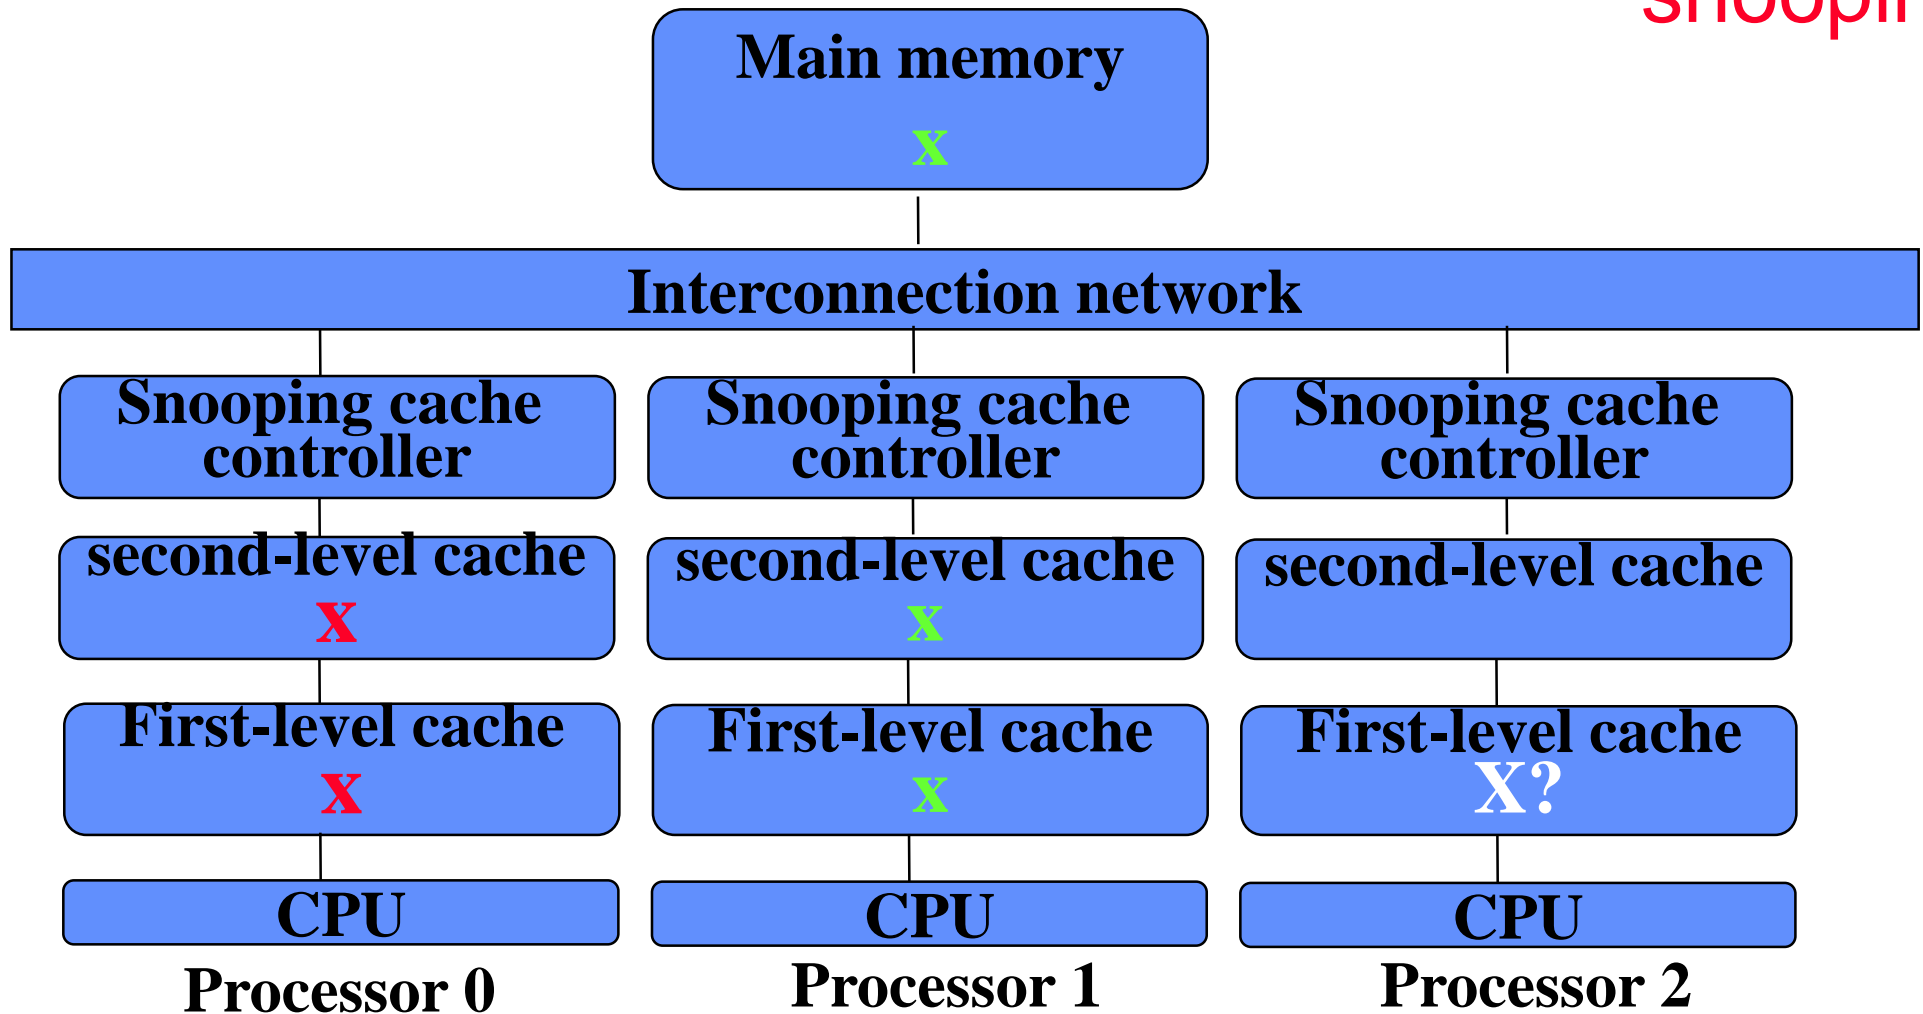 Main memory
x
Interconnection network
Snooping cache
controller
Snooping cache
controller
Snooping cache
controller
second-level cache
x
second-level cache
x
second-level cache
First-level cache
x
First-level cache
x
First-level cache
X?
CPU
CPU
CPU
Processor 0
Processor 1
Processor 2